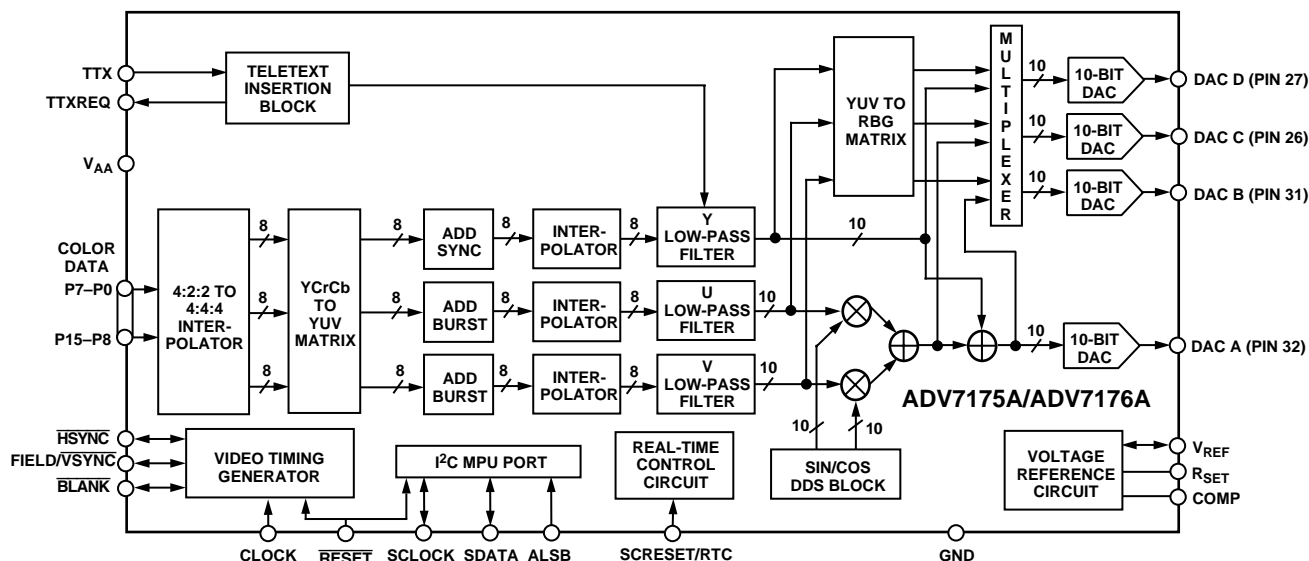 TTX
TTXREQ
V_AA
COLOR
DATA
P7–P0
P15–P8
HSYNC
FIELD/VSYNC
BLANK
TELETEXT
INSERTION
BLOCK
4:2:2 TO
4:4:4
INTER-
POLATOR
8
8
8
YCrCb
TO
YUV
MATRIX
8
8
8
ADD
SYNC
ADD
BURST
ADD
BURST
8
8
8
INTER-
POLATOR
INTER-
POLATOR
INTER-
POLATOR
8
8
8
Y
LOW-PASS
FILTER
U
LOW-PASS
FILTER
V
LOW-PASS
FILTER
10
10
10
YUV TO
RBG
MATRIX
MULTIPLEXER
10
10
10
10
10-BIT
DAC
10-BIT
DAC
10-BIT
DAC
10-BIT
DAC
DAC D (PIN 27)
DAC C (PIN 26)
DAC B (PIN 31)
DAC A (PIN 32)
ADV7175A/ADV7176A
VIDEO TIMING
GENERATOR
I²C MPU PORT
REAL-TIME
CONTROL
CIRCUIT
10
10
SIN/COS
DDS BLOCK
VOLTAGE
REFERENCE
CIRCUIT
V_REF
R_SET
COMP
CLOCK
RESET
SCLOCK
SDATA
ALSB
SCRESET/RTC
GND